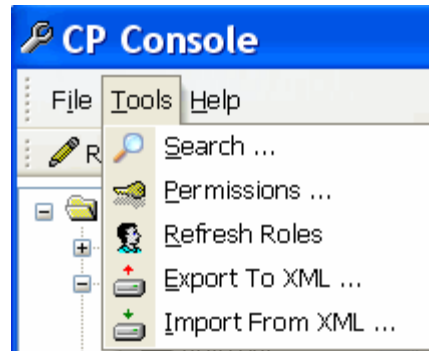 CP Console
File Tools Help
R
Search ...
Permissions ...
Refresh Roles
Export To XML ...
Import From XML ...